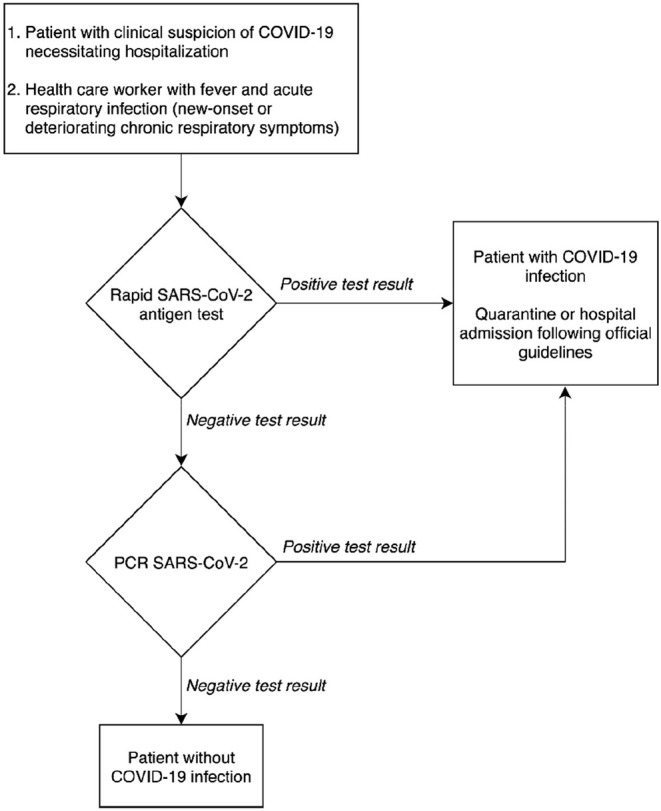 1. Patient with clinical suspicion of COVID-19
necessitating hospitalization
2. Health care worker with fever and acute
respiratory infection (new-onset or
deteriorating chronic respiratory symptoms)
Rapid SARS-CoV-2
antigen test
Positive test result
Patient with COVID-19
infection
Quarantine or hospital
admission following official
guidelines
Negative test result
PCR SARS-CoV-2
Positive test result
Negative test result
Patient without
COVID-19 infection